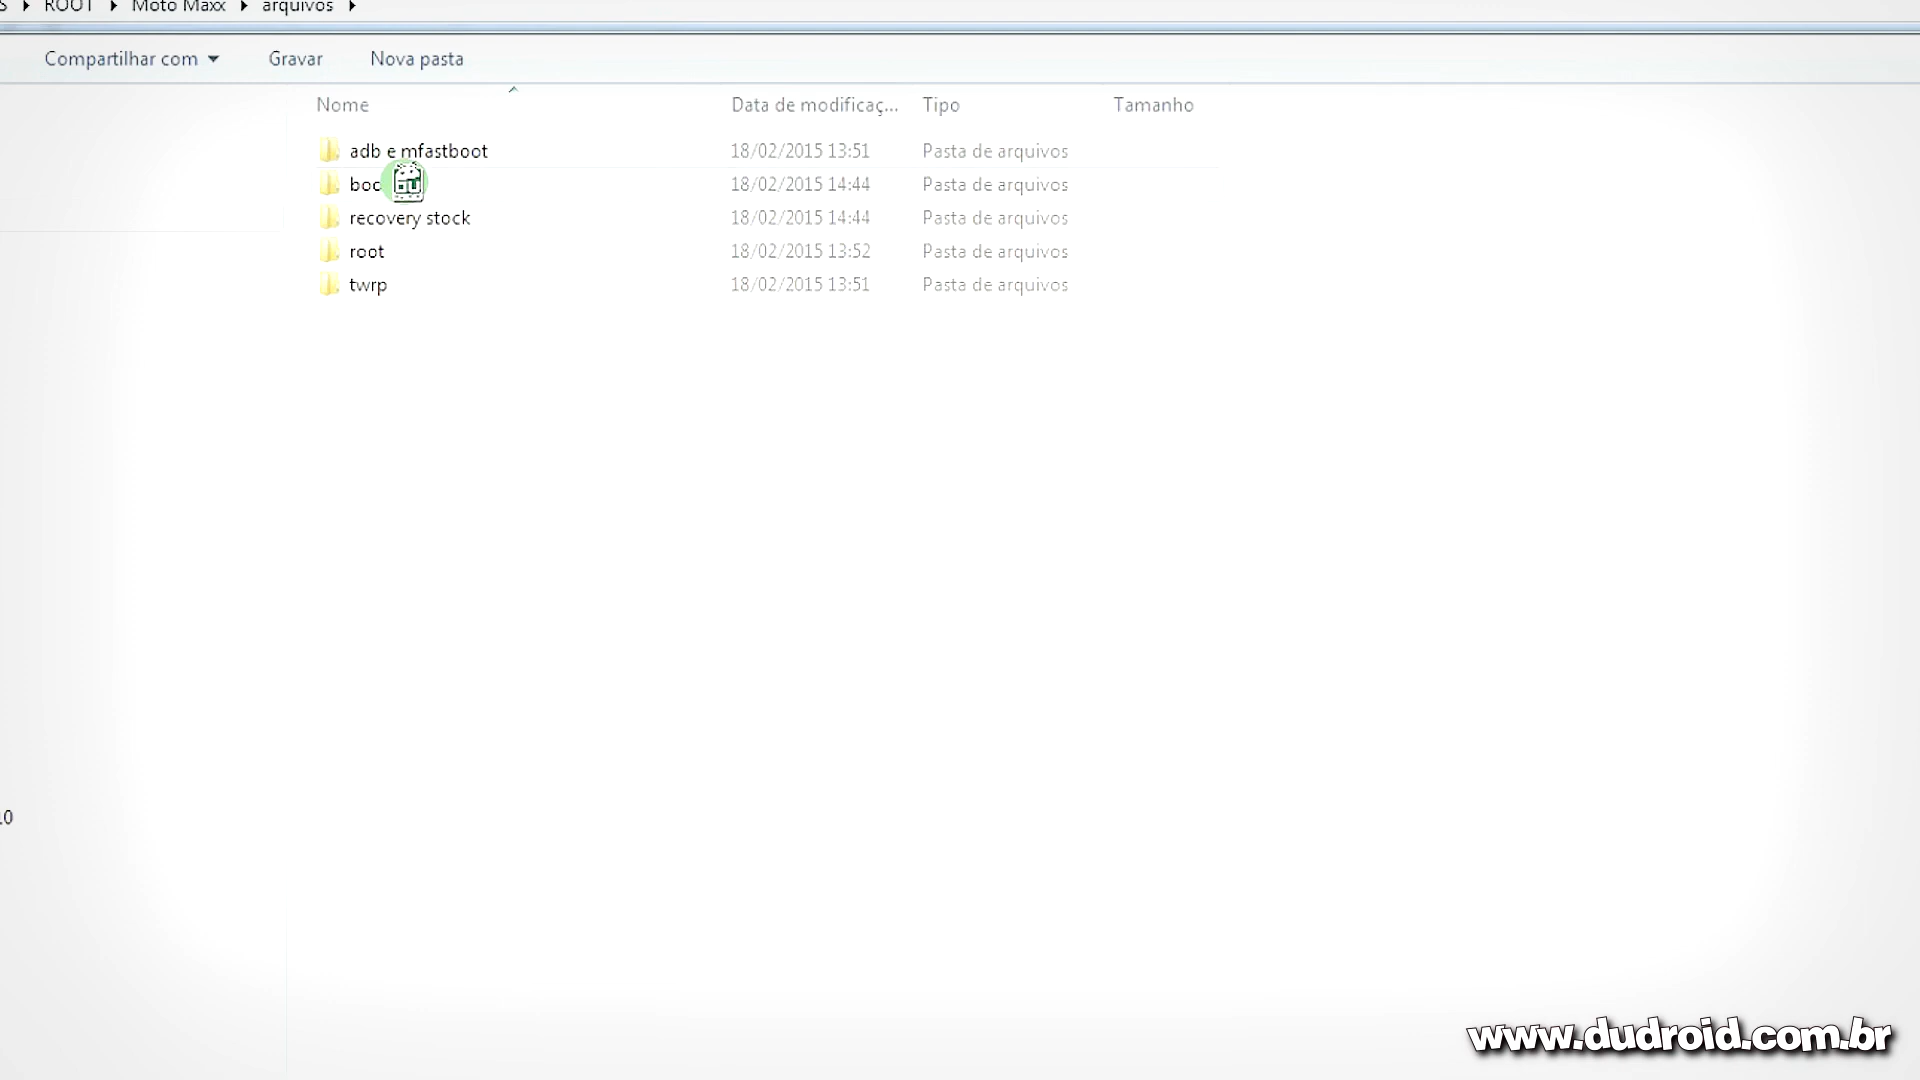 ROOT Moto Maxx arquivos
Compartilhar com Gravar Nova pasta
Nome Data de modificaç... Tipo Tamanho
adb e mfastboot 18/02/2015 13:51 Pasta de arquivos
18/02/2015 14:44 Pasta de arquivos
recovery stock 18/02/2015 14:44 Pasta de arquivos
root 18/02/2015 13:52 Pasta de arquivos
twrp 18/02/2015 13:51 Pasta de arquivos
www.dudroid.com.br